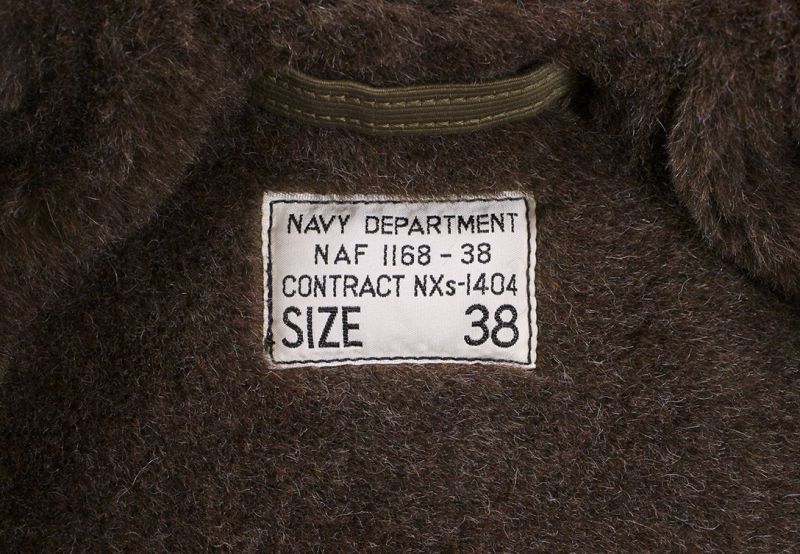 NAVY DEPARTMENT
NAF 1168 - 38
CONTRACT NXs-1404
SIZE 38